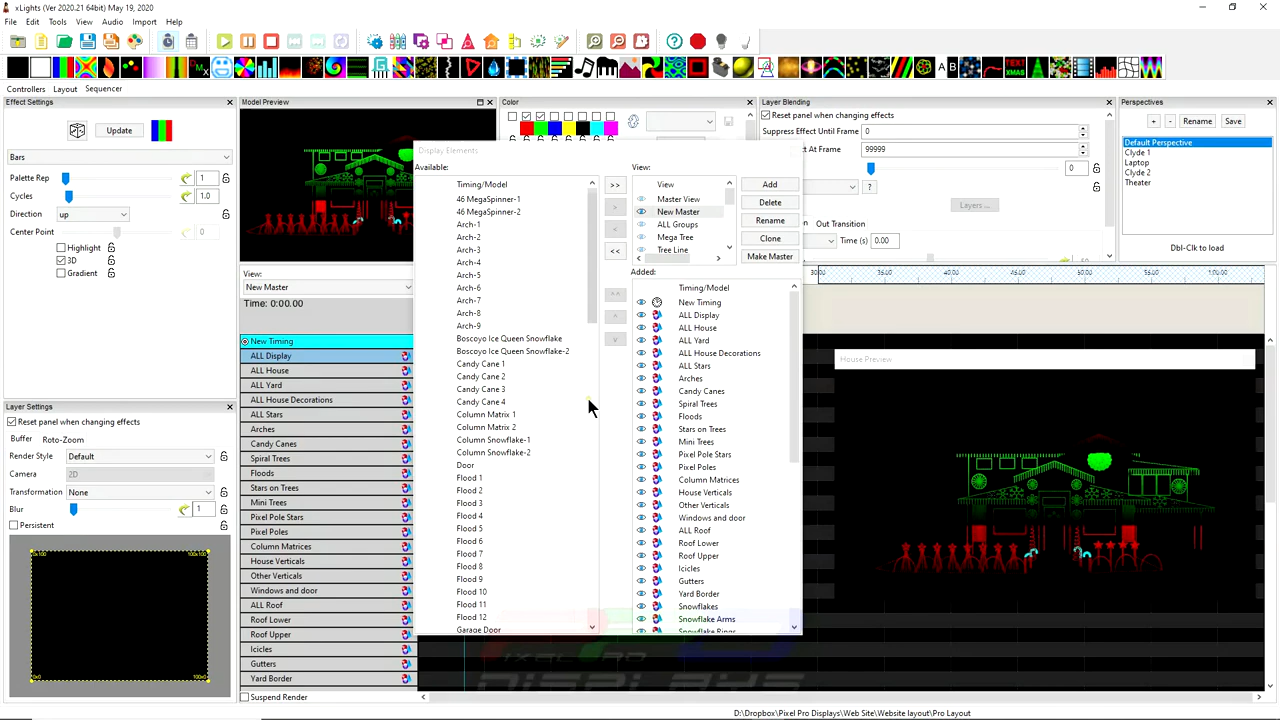 xLights (Ver 2020.21 64bit) May 19, 2020
File Edit Tools View Audio Import Help
Controllers Layout Sequencer
Effect Settings
Update
Bars
Palette Rep 1
Cycles 1.0
Direction up
Center Point 0
Highlight
3D
Gradient
Layer Settings
Reset panel when changing effects
Buffer Roto-Zoom
Render Style Default
Camera 2D
Transformation None
Blur 1
Persistent
0x100 100x100
0x0 100x0
Model Preview
View:
New Master
Time: 0:00.00
New Timing
ALL Display
ALL House
ALL Yard
ALL House Decorations
ALL Stars
Arches
Candy Canes
Spiral Trees
Floods
Stars on Trees
Mini Trees
Pixel Pole Stars
Pixel Poles
Column Matrices
House Verticals
Other Verticals
Windows and door
ALL Roof
Roof Lower
Roof Upper
Icicles
Gutters
Yard Border
Suspend Render
Color
Display Elements
Available:
Timing/Model
46 MegaSpinner-1
46 MegaSpinner-2
Arch-1
Arch-2
Arch-3
Arch-4
Arch-5
Arch-6
Arch-7
Arch-8
Arch-9
Boscoyo Ice Queen Snowflake
Boscoyo Ice Queen Snowflake-2
Candy Cane 1
Candy Cane 2
Candy Cane 3
Candy Cane 4
Column Matrix 1
Column Matrix 2
Column Snowflake-1
Column Snowflake-2
Door
Flood 1
Flood 2
Flood 3
Flood 4
Flood 5
Flood 6
Flood 7
Flood 8
Flood 9
Flood 10
Flood 11
Flood 12
Garage Door
>>
>
<
<<
^^
^
v
View:
View
Master View
New Master
ALL Groups
Mega Tree
Tree Line
Add
Delete
Rename
Clone
Make Master
Added:
Timing/Model
New Timing
ALL Display
ALL House
ALL Yard
ALL House Decorations
ALL Stars
Arches
Candy Canes
Spiral Trees
Floods
Stars on Trees
Mini Trees
Pixel Pole Stars
Pixel Poles
Column Matrices
House Verticals
Other Verticals
Windows and door
ALL Roof
Roof Lower
Roof Upper
Icicles
Gutters
Yard Border
Snowflakes
Snowflake Arms
Snowflake Rings
Layer Blending
Reset panel when changing effects
Suppress Effect Until Frame 0
At Frame 99999
0
? Layers ...
Out Transition
Time (s) 0.00
Perspectives
+ - Rename Save
Default Perspective
Clyde 1
Laptop
Clyde 2
Theater
Dbl-Clk to load
House Preview
PIXEL PRO
DISPLAYS
D:\Dropbox\Pixel Pro Displays\Web Site\Website layout\Pro Layout